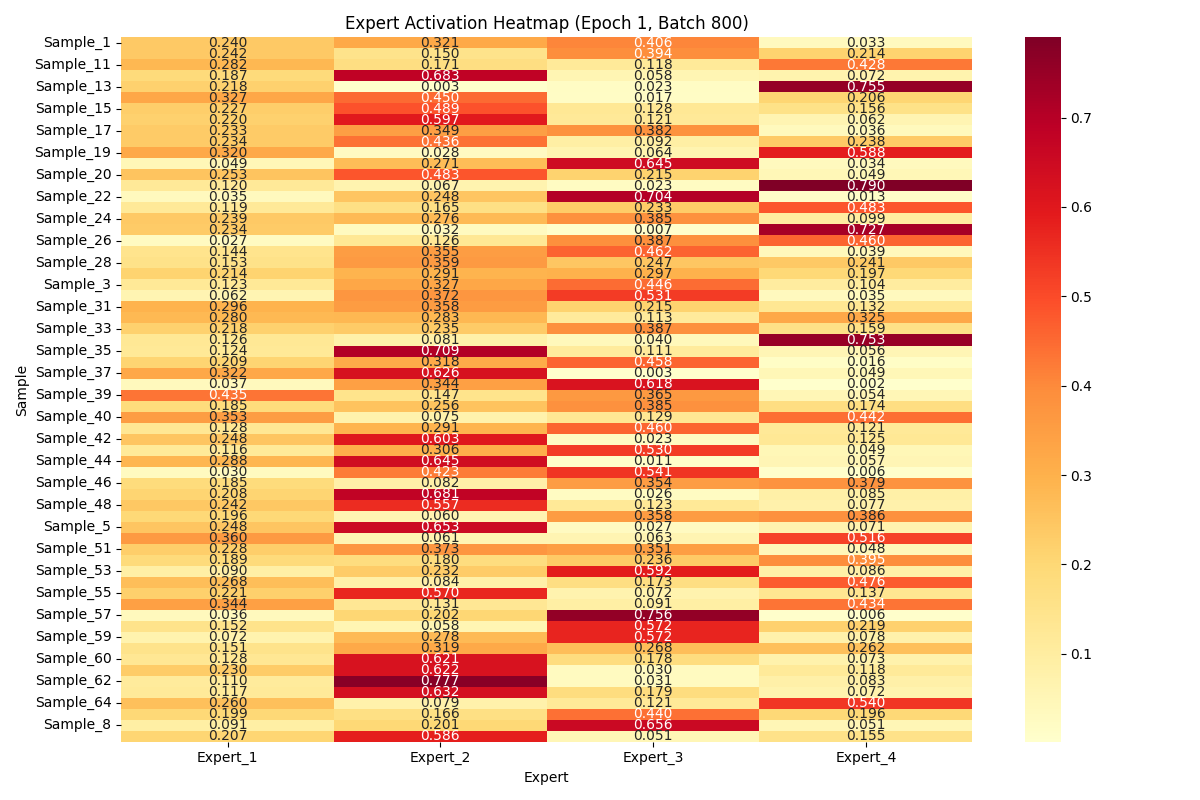 Expert Activation Heatmap (Epoch 1, Batch 800)
Sample_1 0.240 0.321 0.406 0.033
0.242 0.150 0.394 0.214
Sample_11 0.282 0.171 0.118 0.428
0.187 0.683 0.058 0.072
Sample_13 0.218 0.003 0.023 0.755
0.327 0.450 0.017 0.206
Sample_15 0.227 0.489 0.128 0.156
0.220 0.597 0.121 0.062
Sample_17 0.233 0.349 0.382 0.036
0.234 0.436 0.092 0.238
Sample_19 0.320 0.028 0.064 0.588
0.049 0.271 0.645 0.034
Sample_20 0.253 0.483 0.215 0.049
0.120 0.067 0.023 0.790
Sample_22 0.035 0.248 0.704 0.013
0.119 0.165 0.233 0.483
Sample_24 0.239 0.276 0.385 0.099
0.234 0.032 0.007 0.727
Sample_26 0.027 0.126 0.387 0.460
0.144 0.355 0.462 0.039
Sample_28 0.153 0.359 0.247 0.241
0.214 0.291 0.297 0.197
Sample_3 0.123 0.327 0.446 0.104
0.062 0.372 0.531 0.035
Sample_31 0.296 0.358 0.215 0.132
0.280 0.283 0.113 0.325
Sample_33 0.218 0.235 0.387 0.159
0.126 0.081 0.040 0.753
Sample_35 0.124 0.709 0.111 0.056
0.209 0.318 0.458 0.016
Sample_37 0.322 0.626 0.003 0.049
0.037 0.344 0.618 0.002
Sample_39 0.435 0.147 0.365 0.054
0.185 0.256 0.385 0.174
Sample_40 0.353 0.075 0.129 0.442
0.128 0.291 0.460 0.121
Sample_42 0.248 0.603 0.023 0.125
0.116 0.306 0.530 0.049
Sample_44 0.288 0.645 0.011 0.057
0.030 0.423 0.541 0.006
Sample_46 0.185 0.082 0.354 0.379
0.208 0.681 0.026 0.085
Sample_48 0.242 0.557 0.123 0.077
0.196 0.060 0.358 0.386
Sample_5 0.248 0.653 0.027 0.071
0.360 0.061 0.063 0.516
Sample_51 0.228 0.373 0.351 0.048
0.189 0.180 0.236 0.395
Sample_53 0.090 0.232 0.592 0.086
0.268 0.084 0.173 0.476
Sample_55 0.221 0.570 0.072 0.137
0.344 0.131 0.091 0.434
Sample_57 0.036 0.202 0.756 0.006
0.152 0.058 0.572 0.219
Sample_59 0.072 0.278 0.572 0.078
0.151 0.319 0.268 0.262
Sample_60 0.128 0.621 0.178 0.073
0.230 0.622 0.030 0.118
Sample_62 0.110 0.777 0.031 0.083
0.117 0.632 0.179 0.072
Sample_64 0.260 0.079 0.121 0.540
0.199 0.166 0.440 0.196
Sample_8 0.091 0.201 0.656 0.051
0.207 0.586 0.051 0.155
Expert_1 Expert_2 Expert_3 Expert_4
Expert
Sample
0.7
0.6
0.5
0.4
0.3
0.2
0.1